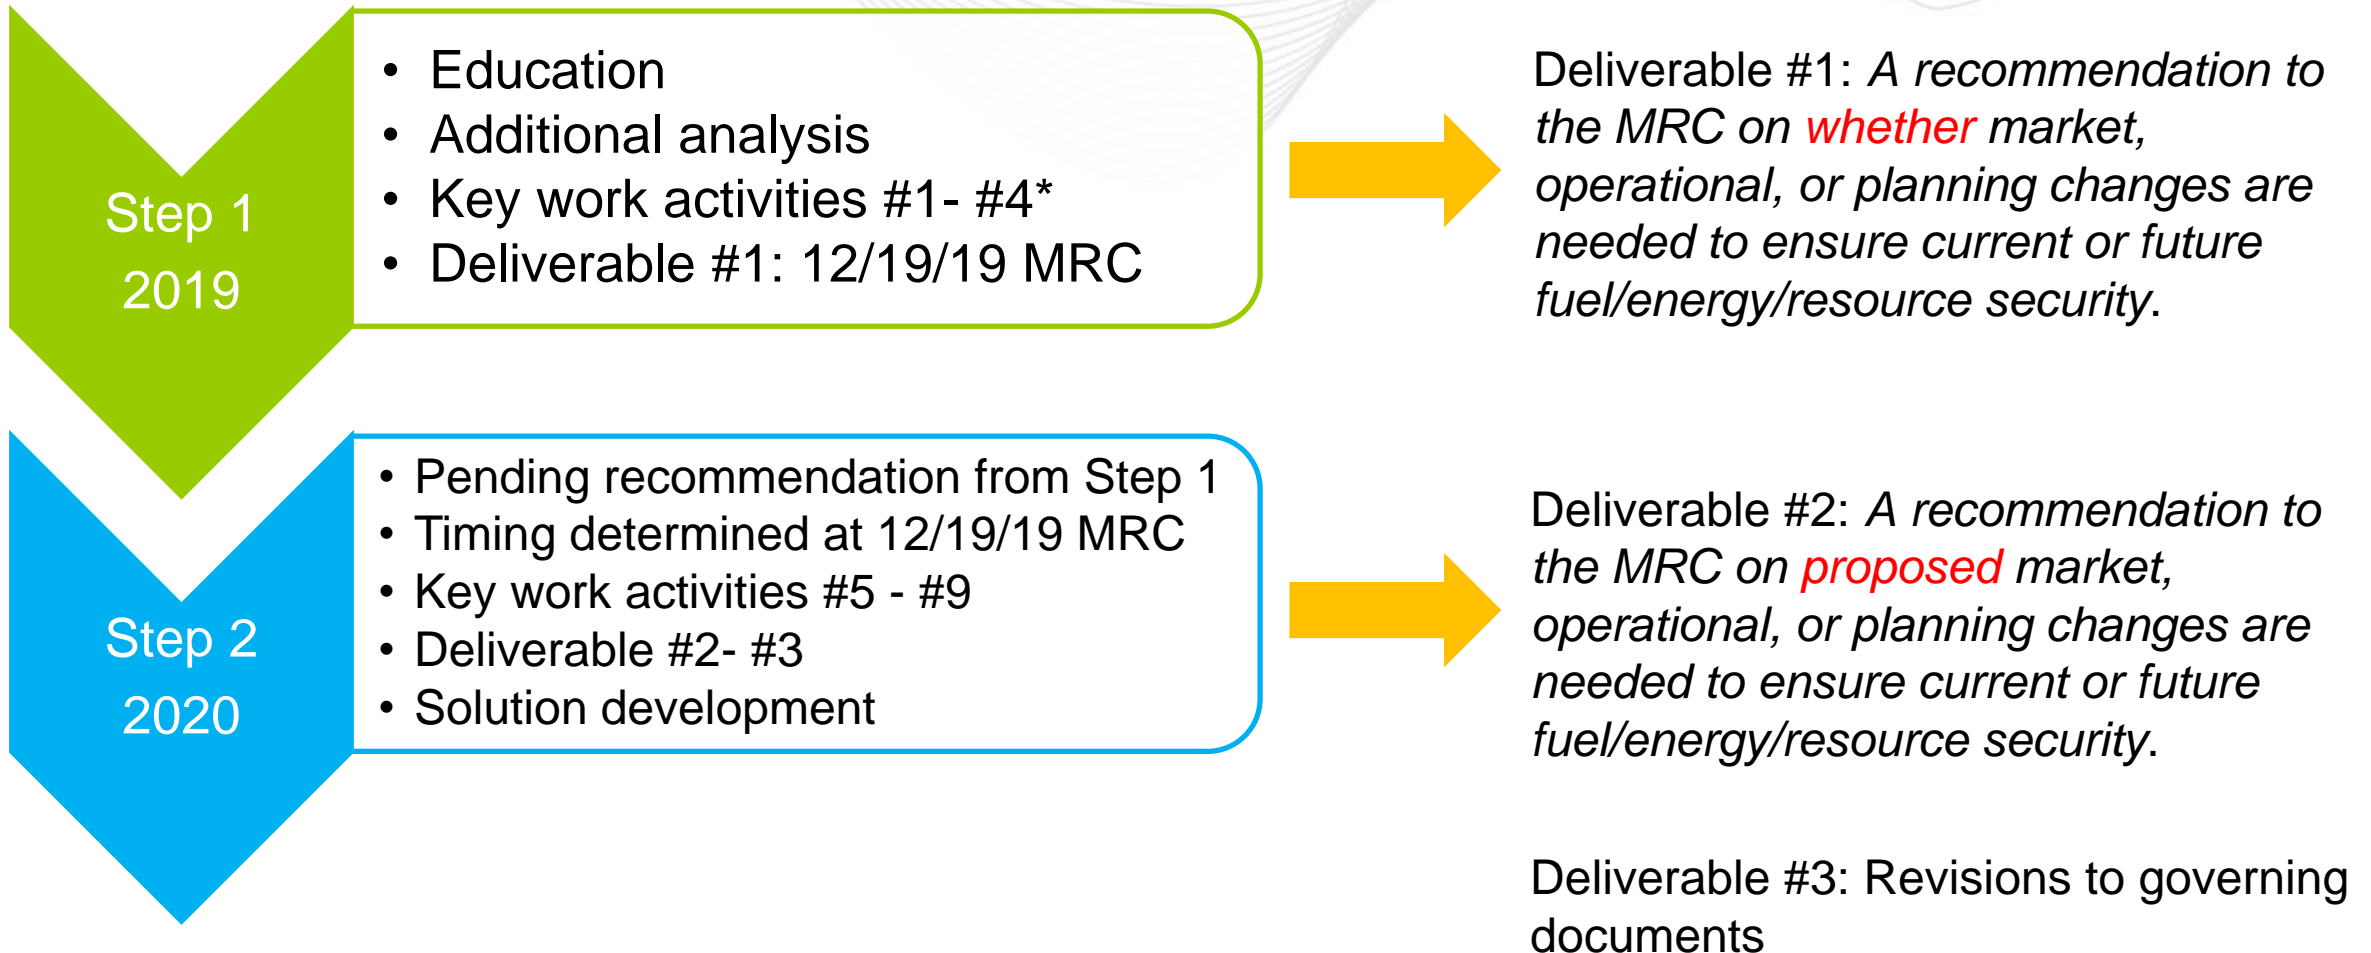 Step 1
2019
• Education
• Additional analysis
• Key work activities #1- #4*
• Deliverable #1: 12/19/19 MRC
Deliverable #1: A recommendation to
the MRC on whether market,
operational, or planning changes are
needed to ensure current or future
fuel/energy/resource security.
Step 2
2020
• Pending recommendation from Step 1
• Timing determined at 12/19/19 MRC
• Key work activities #5 - #9
• Deliverable #2- #3
• Solution development
Deliverable #2: A recommendation to
the MRC on proposed market,
operational, or planning changes are
needed to ensure current or future
fuel/energy/resource security.
Deliverable #3: Revisions to governing
documents